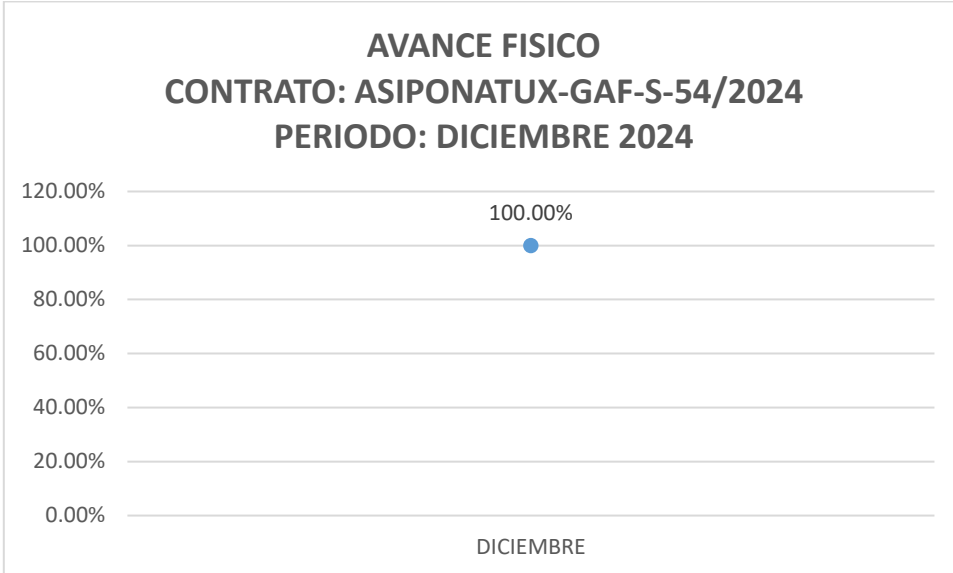 AVANCE FISICO
CONTRATO: ASIPONATUX-GAF-S-54/2024
PERIODO: DICIEMBRE 2024
120.00%
100.00%
100.00%
80.00%
60.00%
40.00%
20.00%
0.00%
DICIEMBRE